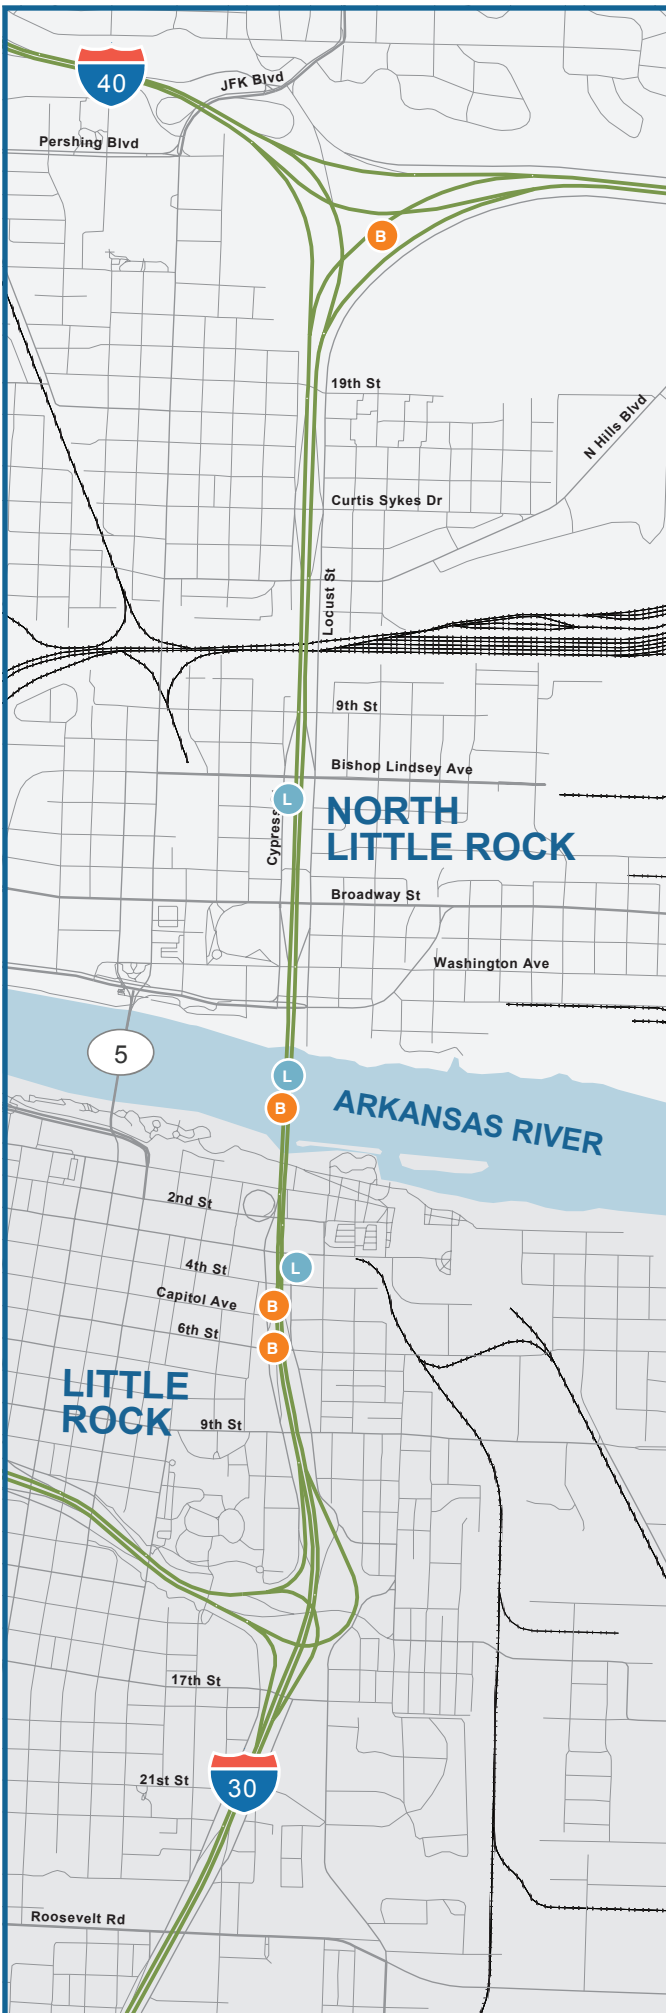 JFK Blvd
40
Pershing Blvd
B
19th St
N Hills Blvd
Curtis Sykes Dr
Locust St
9th St
Bishop Lindsey Ave
L
Cypress
NORTH
LITTLE ROCK
Broadway St
Washington Ave
5
L
B
ARKANSAS RIVER
2nd St
4th St
L
Capitol Ave
B
6th St
B
LITTLE
ROCK
9th St
17th St
21st St
30
Roosevelt Rd